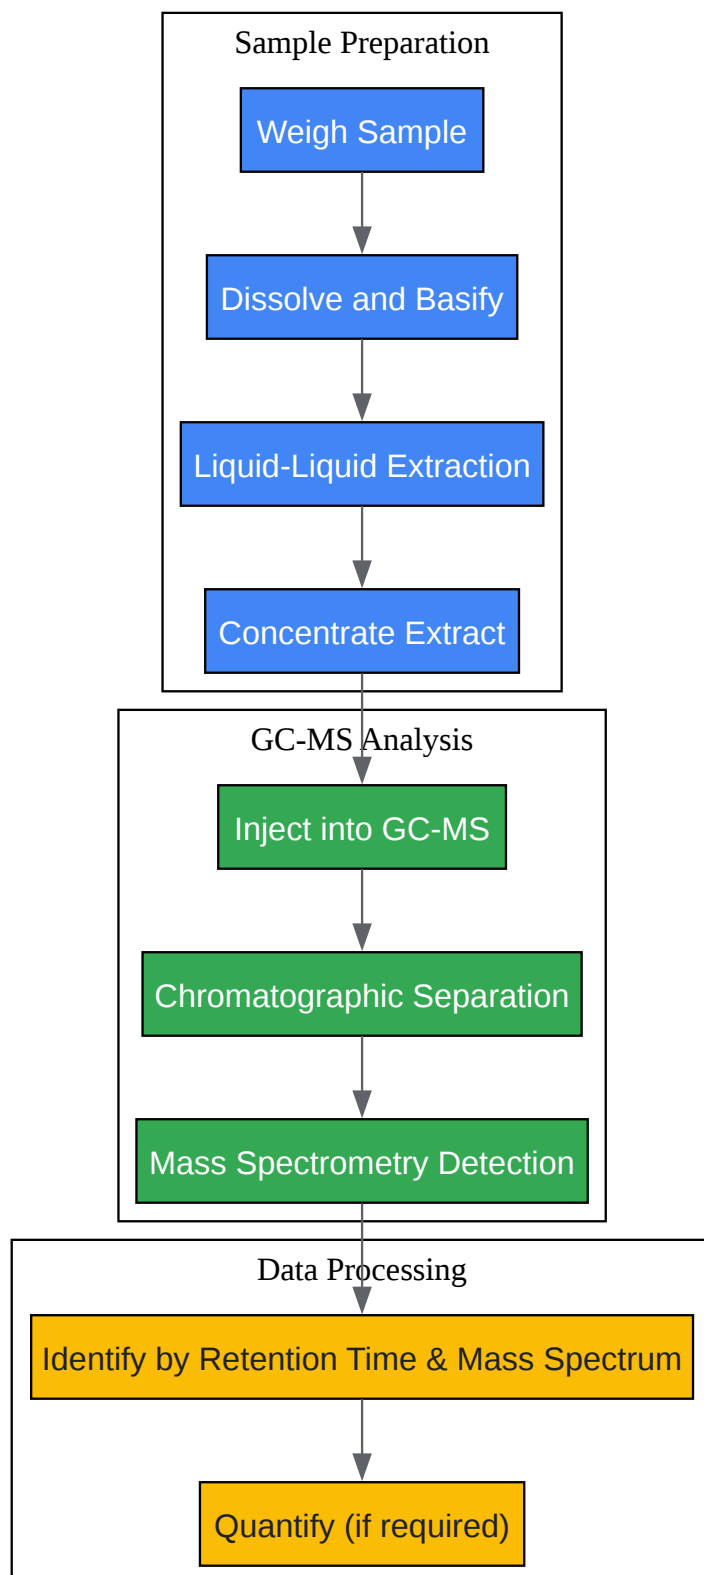 Sample Preparation
Weigh Sample
Dissolve and Basify
Liquid-Liquid Extraction
Concentrate Extract
GC-MS Analysis
Inject into GC-MS
Chromatographic Separation
Mass Spectrometry Detection
Data Processing
Identify by Retention Time & Mass Spectrum
Quantify (if required)